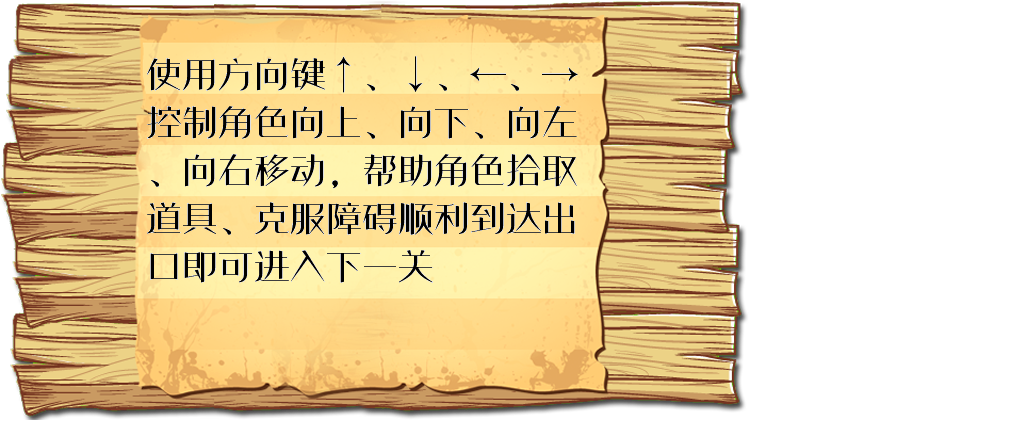 使用方向键↑、↓、←、→
控制角色向上、向下、向左
、向右移动，帮助角色拾取
道具、克服障碍顺利到达出
口即可进入下一关